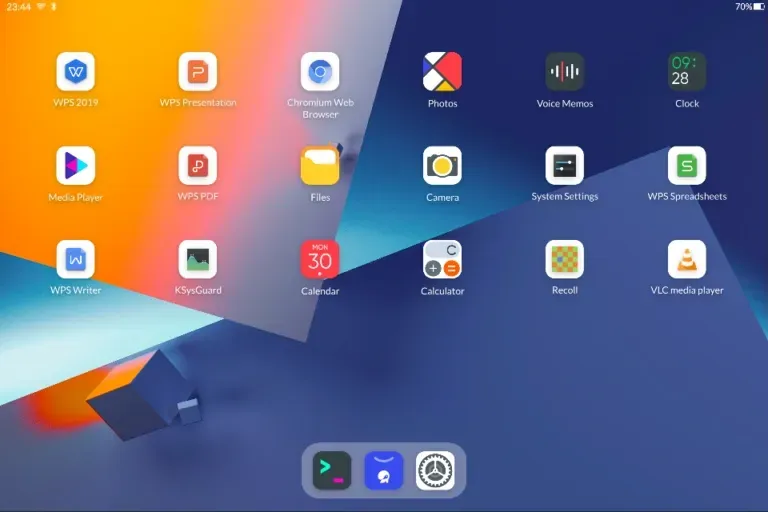 23:44
70%
WPS 2019
WPS Presentation
Chromium Web
Browser
Photos
Voice Memos
09:
28
Clock
Media Player
WPS PDF
Files
Camera
System Settings
WPS Spreadsheets
WPS Writer
KSysGuard
MON
30
Calendar
C
Calculator
Recoll
VLC media player